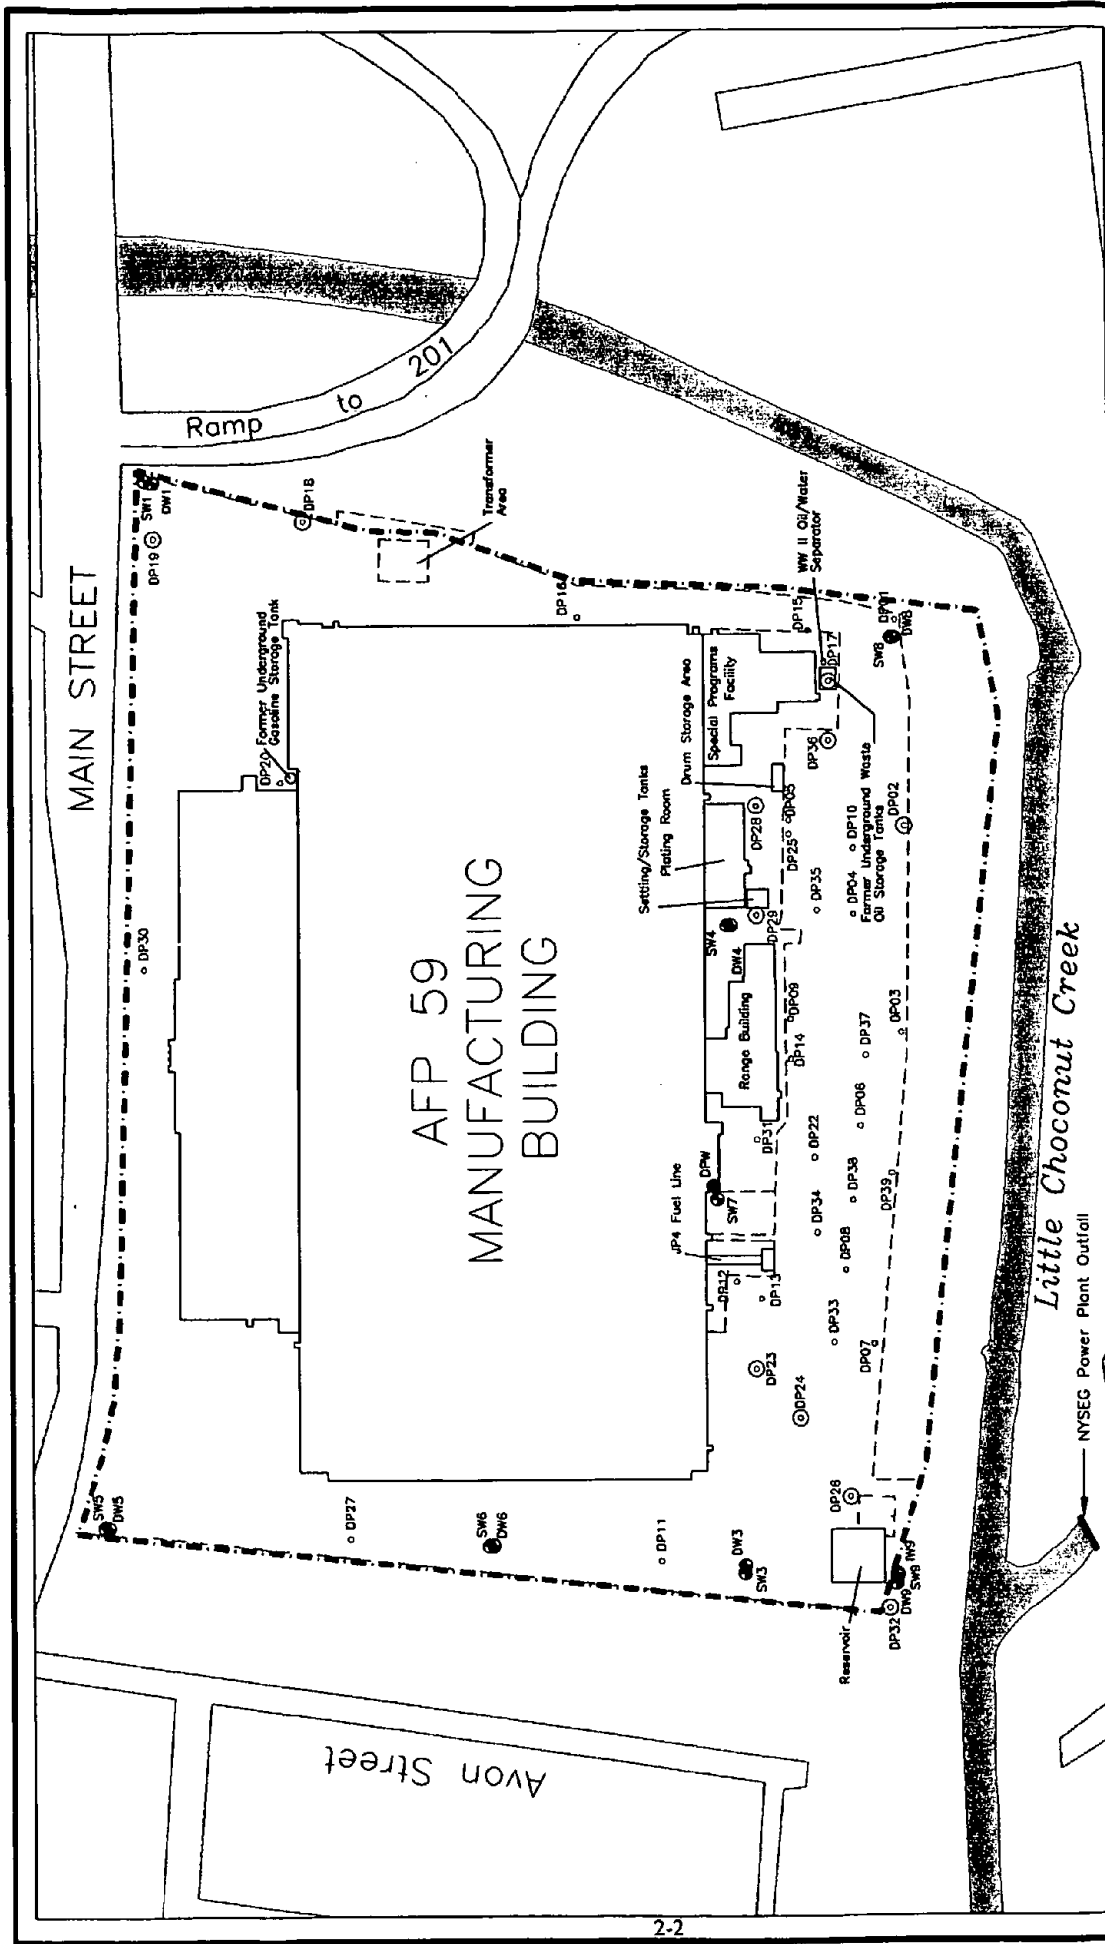 MAIN STREET
Ramp
to
201
SW1
DW1
DP19
DP18
Transformer
Area
DP20
Former Underground
Gasoline Storage Tank
DP16
DP30
AFP 59
MANUFACTURING
BUILDING
Special Programs
Facility
Drum Storage Area
Settling/Storage Tanks
Plating Room
WW II Oil/Water
Separator
DP15
DP17
DP01
DW8
SW8
DP36
DP28
DP05
DP25
DP10
DP02
Former Underground Waste
Oil Storage Tanks
DP35
DP04
DP29
SW4
DW4
Range Building
DP09
DP14
DP03
DP37
DP06
DP31
DP22
DPW
SW7
DP38
DP39
DP34
JP4 Fuel Line
DP08
DP12
DP13
DP33
DP07
DP23
DP24
SW5
DW5
DP27
SW6
DW6
DP11
DW3
SW3
DP26
Reservoir
IW9
SW9
DW9
DP32
Little Choconut Creek
NYSEG Power Plant Outfall
Avon Street
2-2